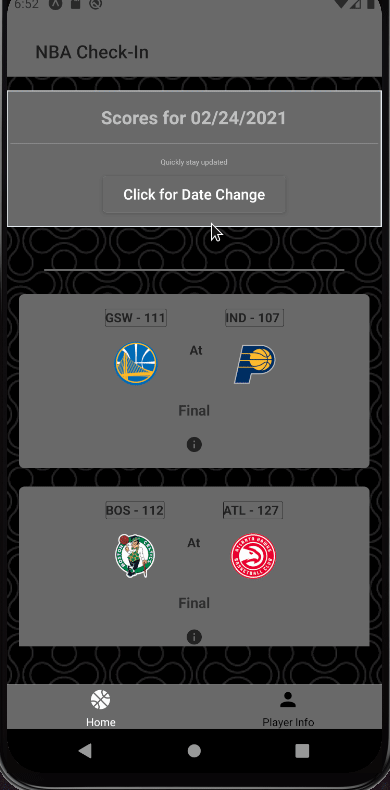 6:52
NBA Check-In
Scores for 02/24/2021
Quickly stay updated
Click for Date Change
GSW - 111
IND - 107
At
Final
BOS - 112
ATL - 127
At
Final
Home
Player Info